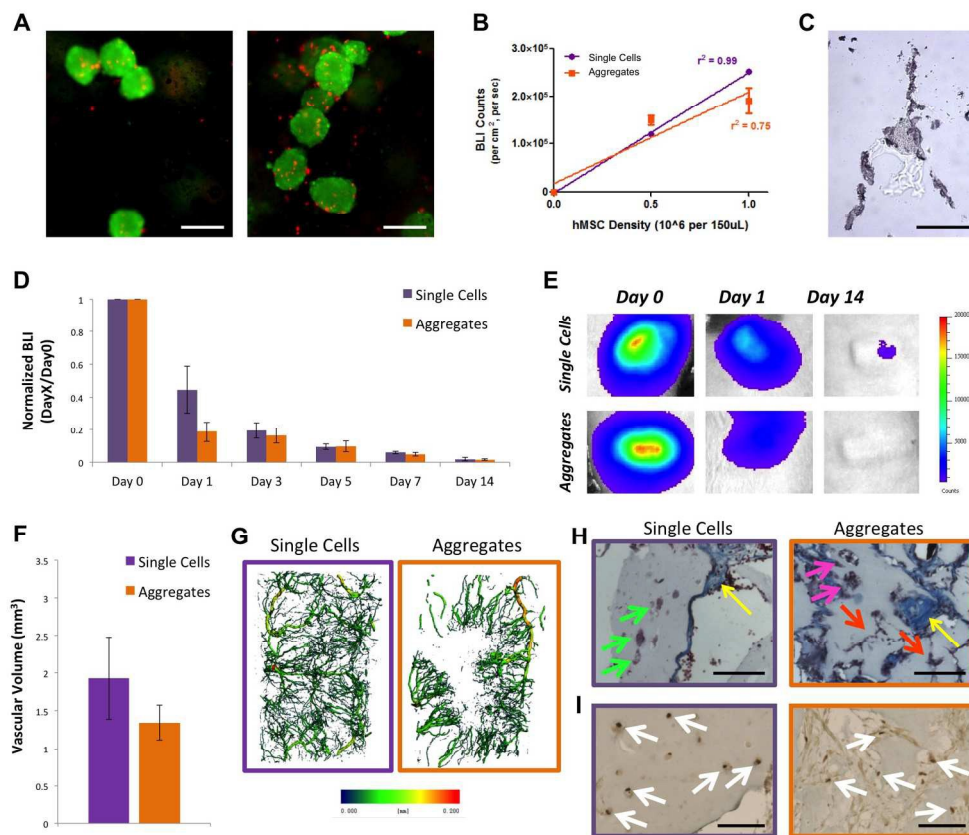 A
B
3.0×10⁵
2.0×10⁵
1.0×10⁵
0
BLI Counts
(per cm², per sec)
Single Cells
Aggregates
r² = 0.99
r² = 0.75
0.0
0.5
1.0
hMSC Density (10^6 per 150uL)
C
D
Normalized BLI
(DayX/Day0)
1
0.8
0.6
0.4
0.2
0
Single Cells
Aggregates
Day 0
Day 1
Day 3
Day 5
Day 7
Day 14
E
Day 0
Day 1
Day 14
Single Cells
Aggregates
20000
15000
10000
5000
Counts
F
Vascular Volume (mm³)
3.5
3
2.5
2
1.5
1
0.5
0
Single Cells
Aggregates
G
Single Cells
Aggregates
0.000
[mm]
0.200
H
Single Cells
Aggregates
I